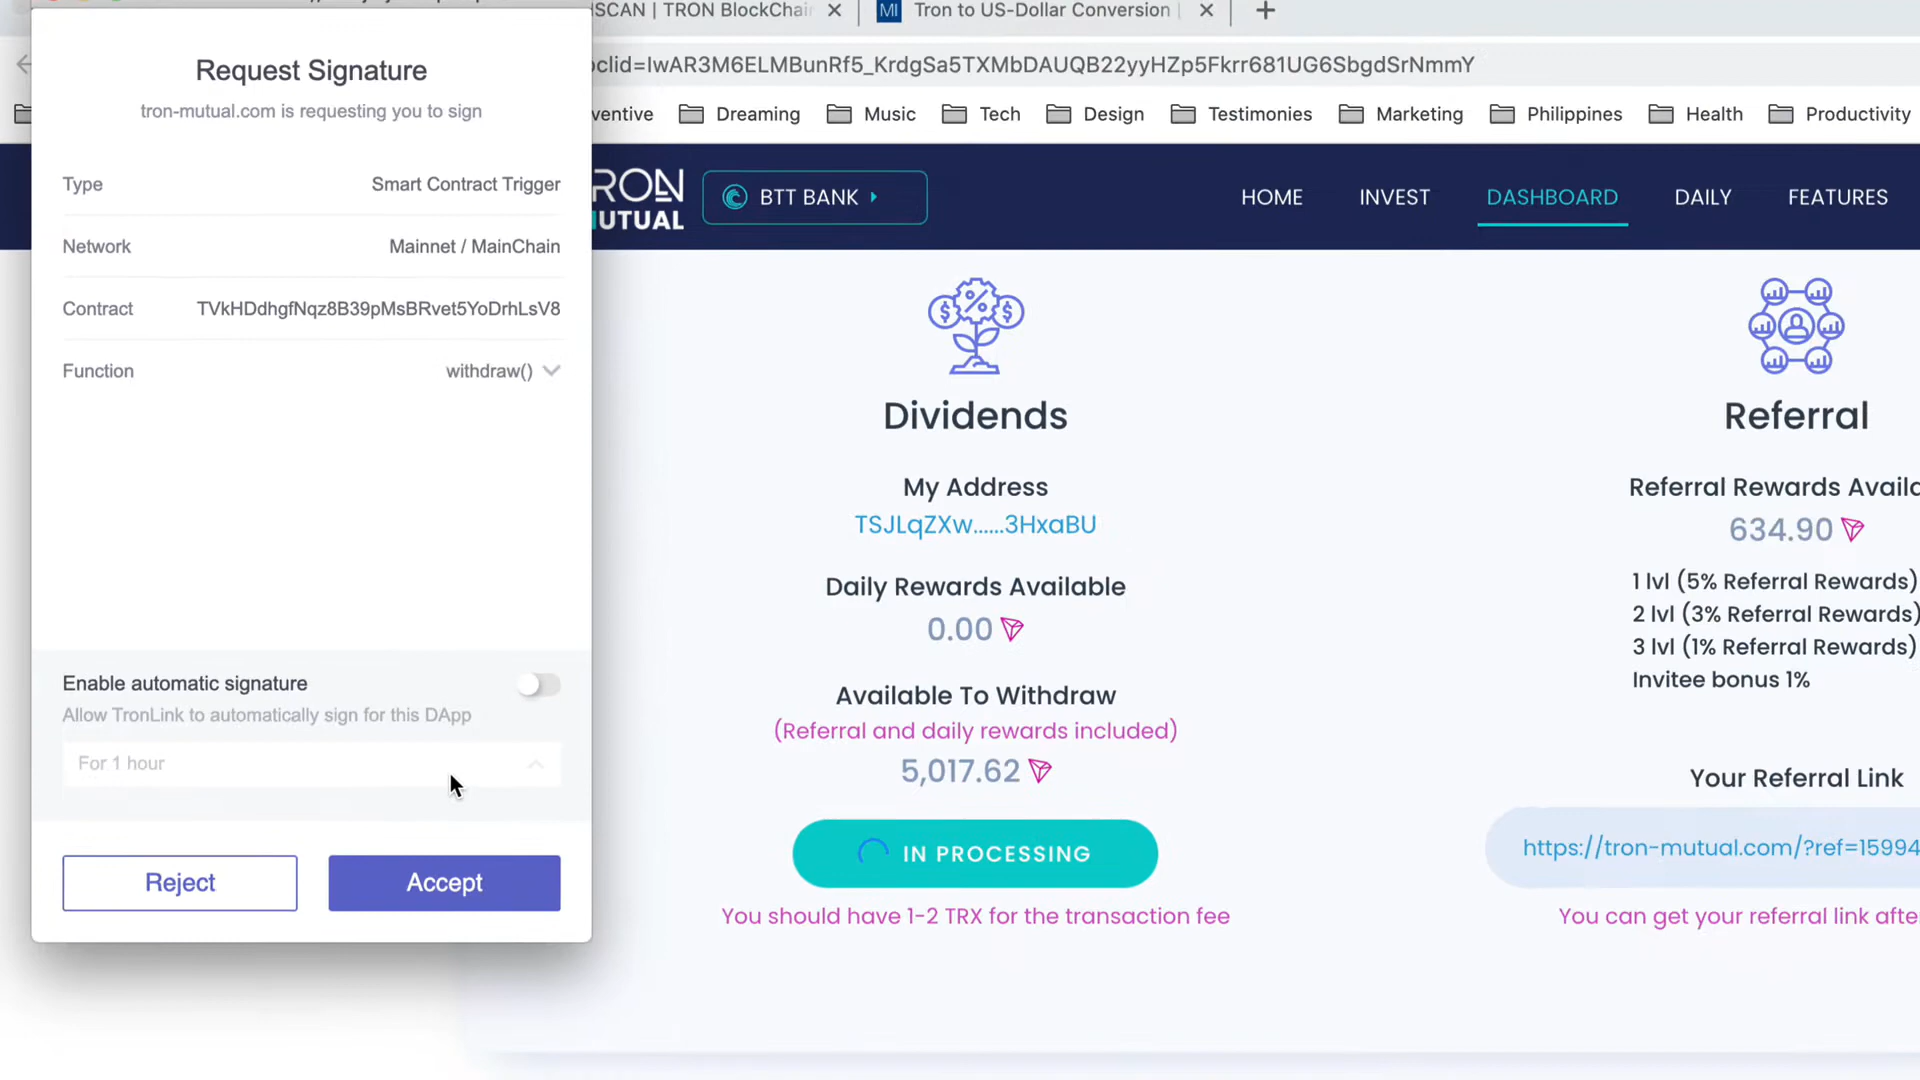 Request Signature
tron-mutual.com is requesting you to sign
Type Smart Contract Trigger
Network Mainnet / MainChain
Contract TVkHDdhgfNqz8B39pMsBRvet5YoDrhLsV8
Function withdraw()
Enable automatic signature
Allow TronLink to automatically sign for this DApp
For 1 hour
Reject Accept
SCAN | TRON BlockChai
MI Tron to US-Dollar Conversion
clid=IwAR3M6ELMBunRf5_KrdgSa5TXMbDAUQB22yyHZp5Fkrr681UG6SbgdSrNmmY
ventive Dreaming Music Tech Design Testimonies Marketing Philippines Health Productivity
RON
MUTUAL
BTT BANK
HOME INVEST DASHBOARD DAILY FEATURES
Dividends
My Address
TSJLqZXw......3HxaBU
Daily Rewards Available
0.00
Available To Withdraw
(Referral and daily rewards included)
5,017.62
IN PROCESSING
You should have 1-2 TRX for the transaction fee
Referral
Referral Rewards Availa
634.90
1 lvl (5% Referral Rewards)
2 lvl (3% Referral Rewards)
3 lvl (1% Referral Rewards)
Invitee bonus 1%
Your Referral Link
https://tron-mutual.com/?ref=15994
You can get your referral link afte